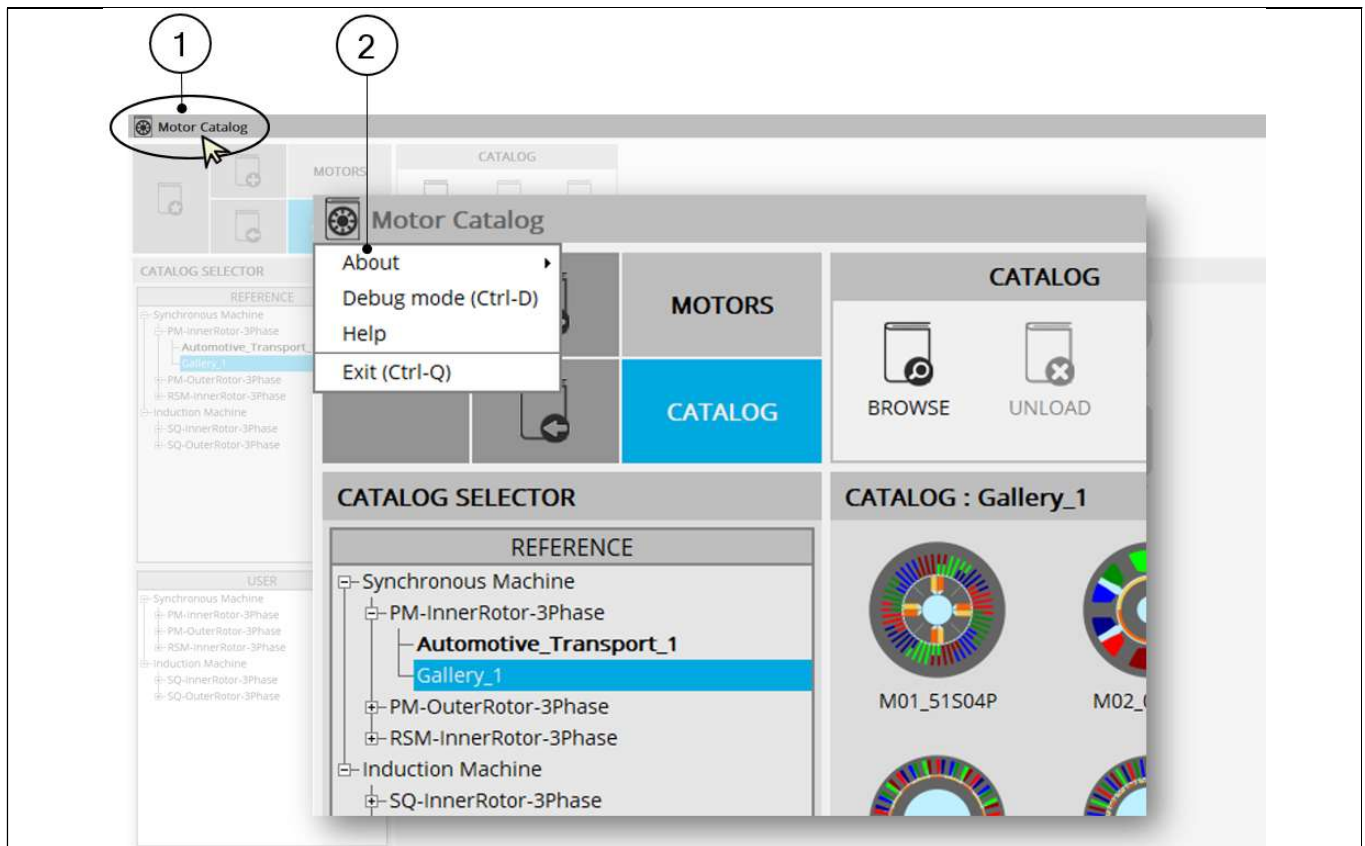 1
2
Motor Catalog
MOTORS
CATALOG
CATALOG SELECTOR
REFERENCE
Synchronous Machine
PM-InnerRotor-3Phase
Automotive_Transport_
Gallery_1
PM-OuterRotor-3Phase
RSM-InnerRotor-3Phase
Induction Machine
SQ-InnerRotor-3Phase
SQ-OuterRotor-3Phase
USER
Synchronous Machine
PM-InnerRotor-3Phase
PM-OuterRotor-3Phase
RSM-InnerRotor-3Phase
Induction Machine
SQ-InnerRotor-3Phase
SQ-OuterRotor-3Phase
Motor Catalog
About
Debug mode (Ctrl-D)
Help
Exit (Ctrl-Q)
MOTORS
CATALOG
CATALOG
BROWSE
UNLOAD
CATALOG SELECTOR
REFERENCE
Synchronous Machine
PM-InnerRotor-3Phase
Automotive_Transport_1
Gallery_1
PM-OuterRotor-3Phase
RSM-InnerRotor-3Phase
Induction Machine
SQ-InnerRotor-3Phase
CATALOG : Gallery_1
M01_51S04P
M02_